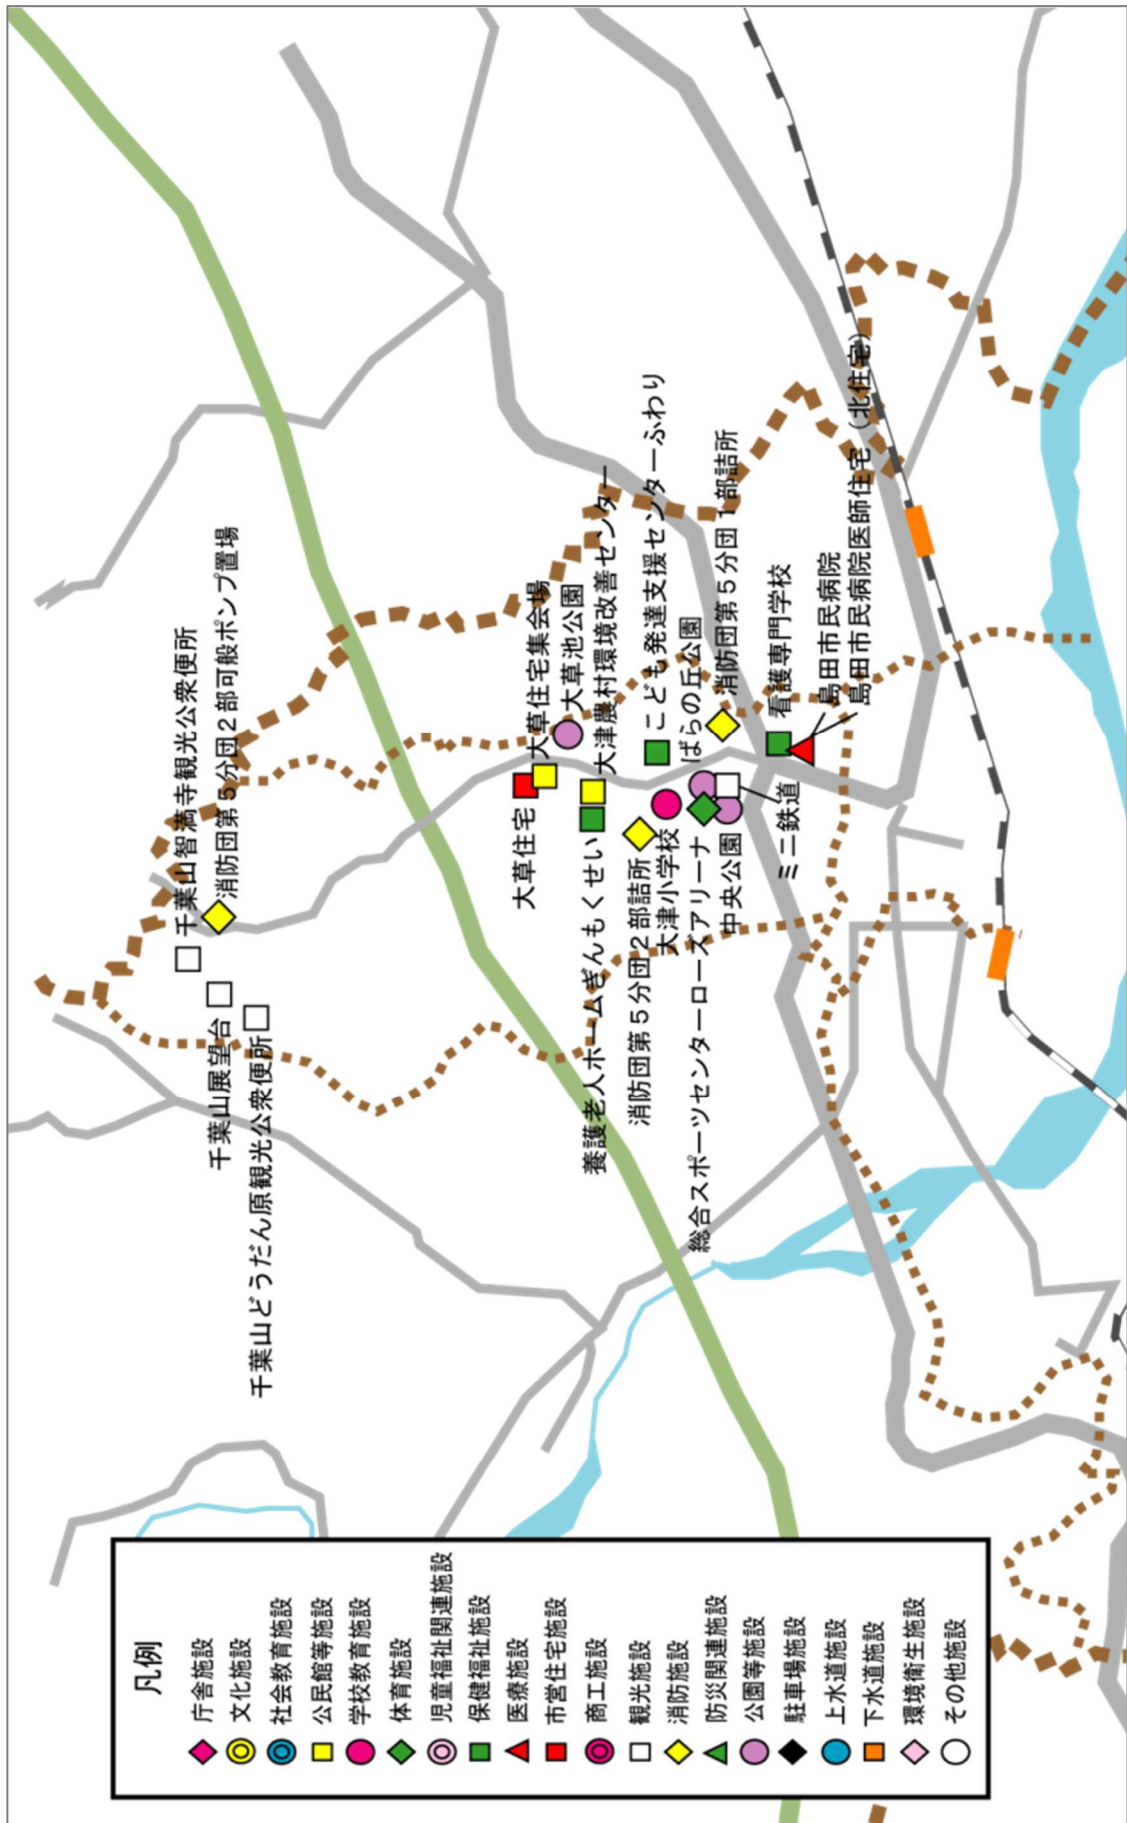 千葉山智満寺観光公衆便所
消防団第５分団２部可般ポンプ置場
千葉山展望台
千葉山どうだん原観光公衆便所
大草住宅
大草住宅集会場
大草池公園
大津農村環境改善センター
養護老人ホームぎんもくせい
こども発達支援センターふわり
消防団第５分団２部詰所
大津小学校
ばらの丘公園
総合スポーツセンターローズアリーナ
消防団第５分団１部詰所
中央公園
ミニ鉄道
看護専門学校
島田市民病院
島田市民病院医師住宅（北住宅）
凡例
庁舎施設
文化施設
社会教育施設
公民館等施設
学校教育施設
体育施設
児童福祉関連施設
保健福祉施設
医療施設
市営住宅施設
商工施設
観光施設
消防施設
防災関連施設
公園等施設
駐車場施設
上水道施設
下水道施設
環境衛生施設
その他施設